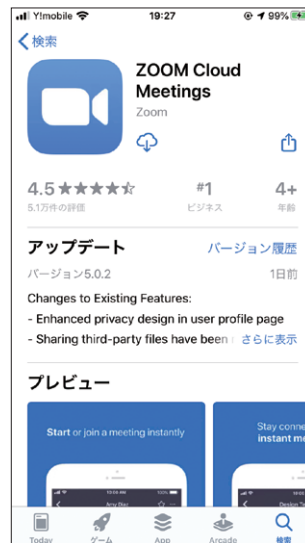 Y!mobile 19:27 99%
検索
ZOOM Cloud
Meetings
Zoom
4.5 #1 4+
5.1万件の評価 ビジネス 年齢
アップデート バージョン履歴
バージョン5.0.2 1日前
Changes to Existing Features:
- Enhanced privacy design in user profile page
- Sharing third-party files have been さらに表示
プレビュー
Start or join a meeting instantly
Stay conne
instant me
Today ゲーム App Arcade 検索